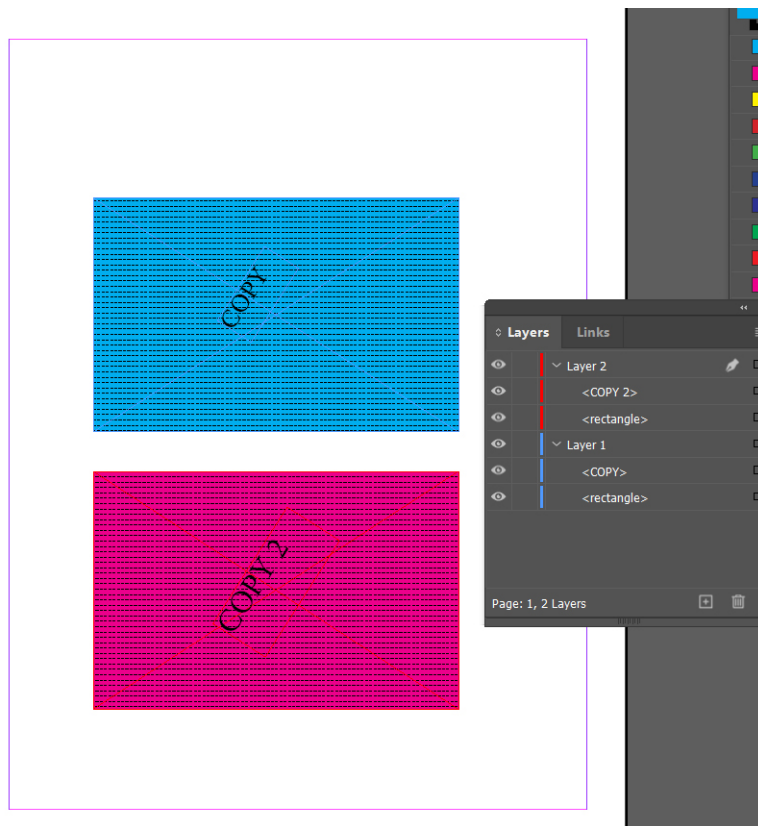 COPY
COPY 2
Layers Links
Layer 2
<COPY 2>
<rectangle>
Layer 1
<COPY>
<rectangle>
Page: 1, 2 Layers